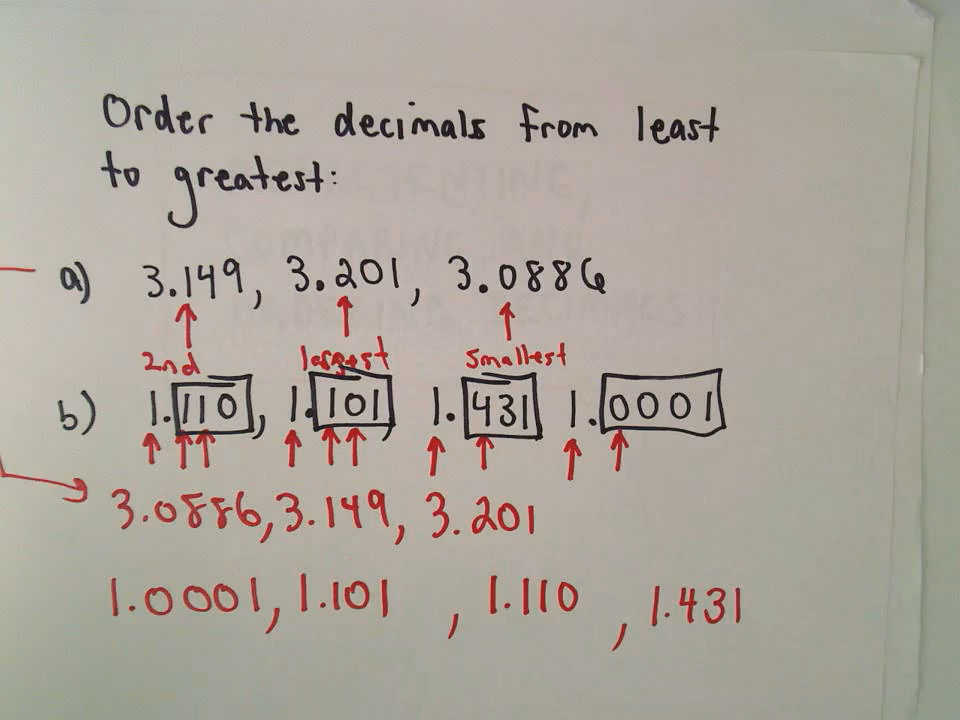 Order the decimals from least
to greatest:
a) 3.149, 3.201, 3.0886
2nd largest smallest
b) 1.110, 1.101, 1.431 1.0001
3.0886, 3.149, 3.201
1.0001, 1.101 , 1.110 , 1.431